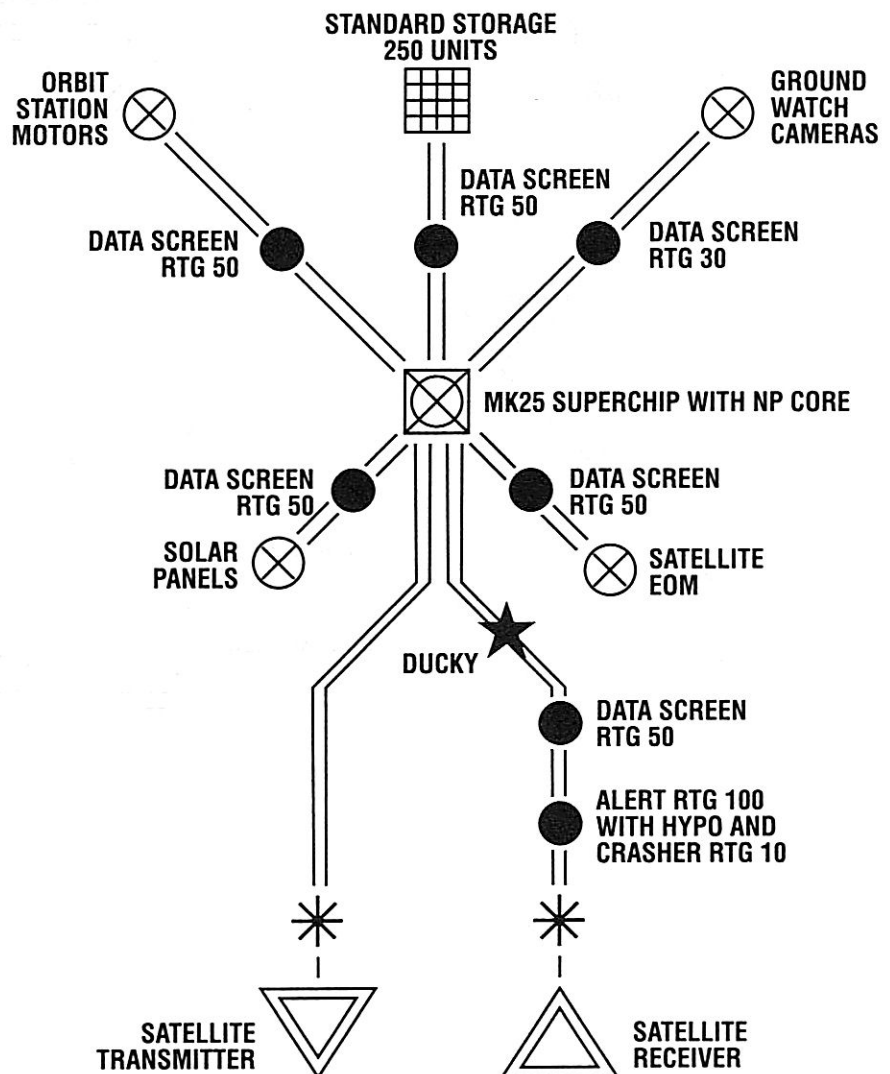 STANDARD STORAGE
250 UNITS
ORBIT
STATION
MOTORS
GROUND
WATCH
CAMERAS
DATA SCREEN
RTG 50
DATA SCREEN
RTG 50
DATA SCREEN
RTG 30
MK25 SUPERCHIP WITH NP CORE
DATA SCREEN
RTG 50
DATA SCREEN
RTG 50
SOLAR
PANELS
SATELLITE
EOM
DUCKY
DATA SCREEN
RTG 50
ALERT RTG 100
WITH HYPO AND
CRASHER RTG 10
SATELLITE
TRANSMITTER
SATELLITE
RECEIVER